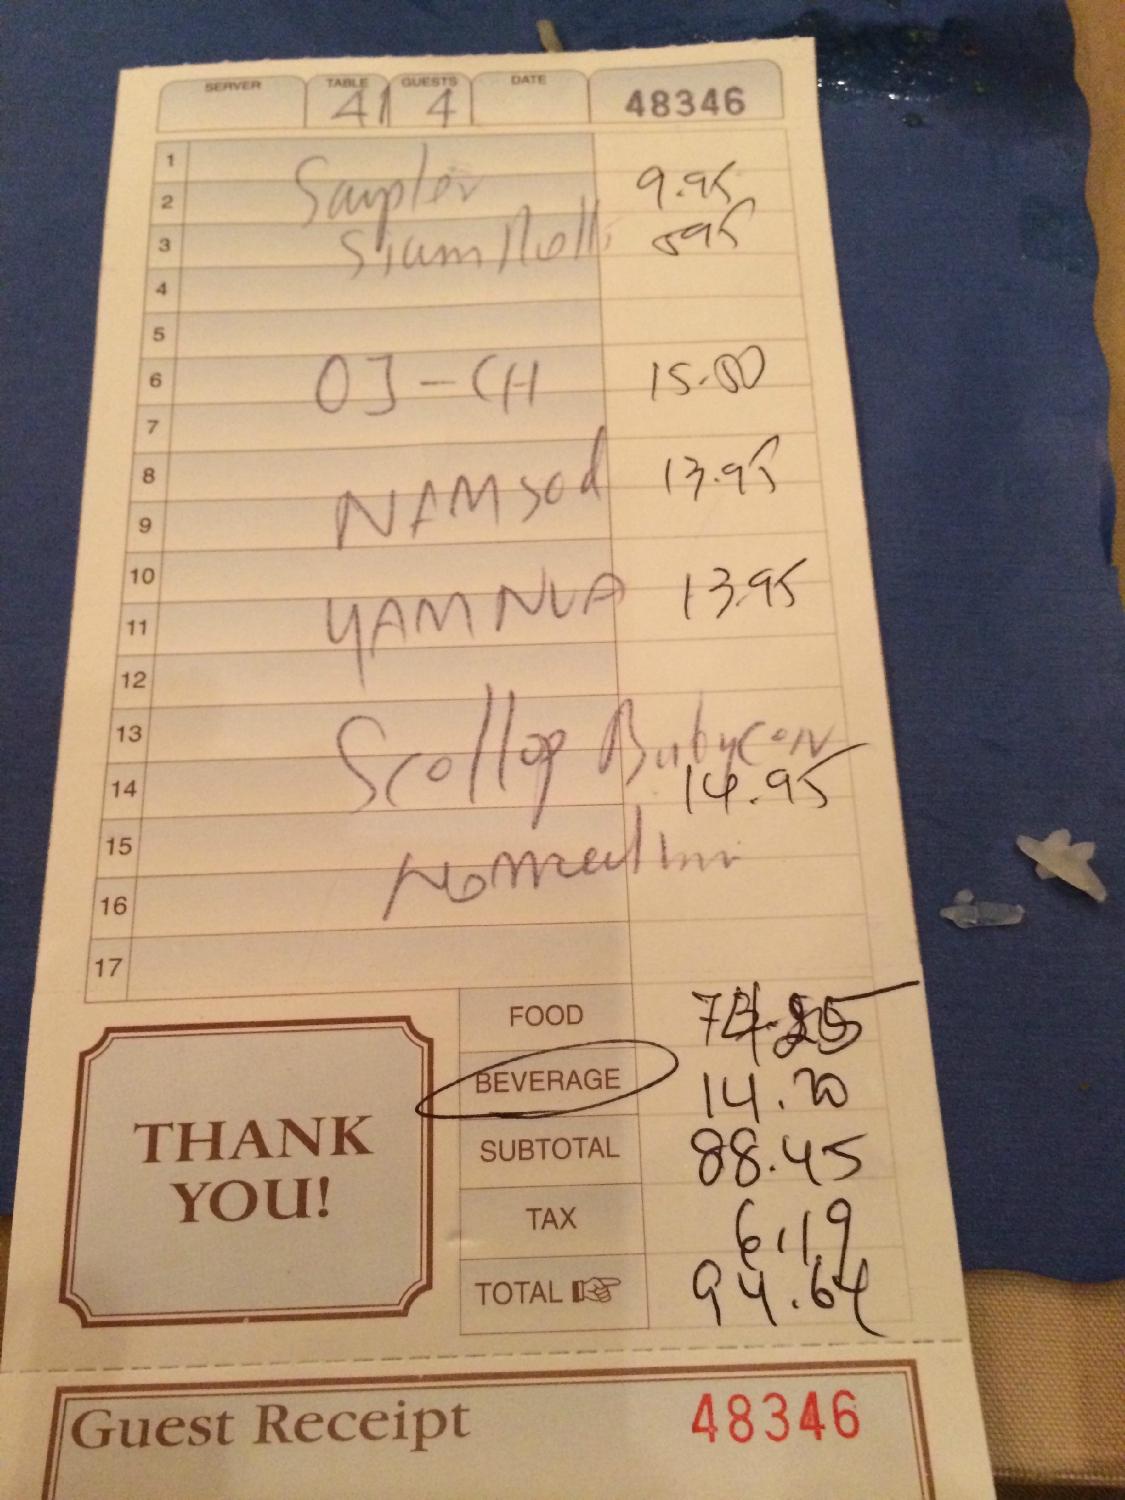 SERVER TABLE GUESTS DATE
41 4 48346
1
2 Sampler 9.95
3 Siam Rolls 595
4
5
6 OJ-CH 15.00
7
8 NAMSOd 13.95
9
10
11 YAM NUA 13.95
12
13 Scollop Babycorn
14 14.95
15
16
17
FOOD
BEVERAGE 14.70
SUBTOTAL 88.45
TAX 6.19
TOTAL 94.64
THANK
YOU!
Guest Receipt 48346